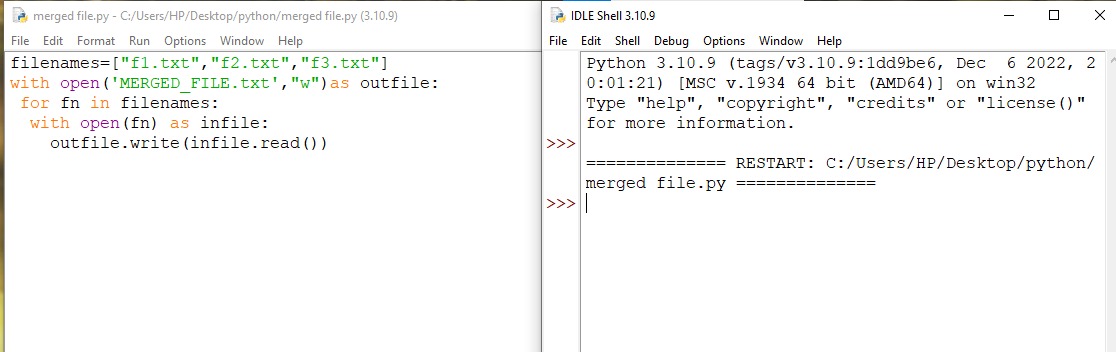 merged file.py - C:/Users/HP/Desktop/python/merged file.py (3.10.9)
File Edit Format Run Options Window Help
filenames=["f1.txt","f2.txt","f3.txt"]
with open('MERGED_FILE.txt',"w")as outfile:
 for fn in filenames:
  with open(fn) as infile:
    outfile.write(infile.read())
IDLE Shell 3.10.9
File Edit Shell Debug Options Window Help
Python 3.10.9 (tags/v3.10.9:1dd9be6, Dec  6 2022, 2
0:01:21) [MSC v.1934 64 bit (AMD64)] on win32
Type "help", "copyright", "credits" or "license()"
for more information.
>>>
============== RESTART: C:/Users/HP/Desktop/python/
merged file.py ==============
>>>